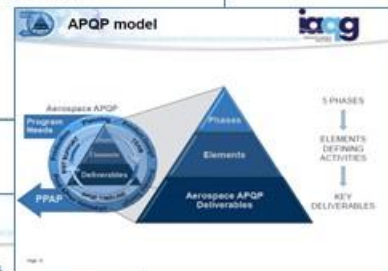 APQP model
iaqg
Aerospace APQP
Program
Needs
Elements
Deliverables
PPAP
Phases
Elements
Aerospace APQP
Deliverables
5 PHASES
ELEMENTS
DEFINING
ACTIVITIES
KEY
DELIVERABLES